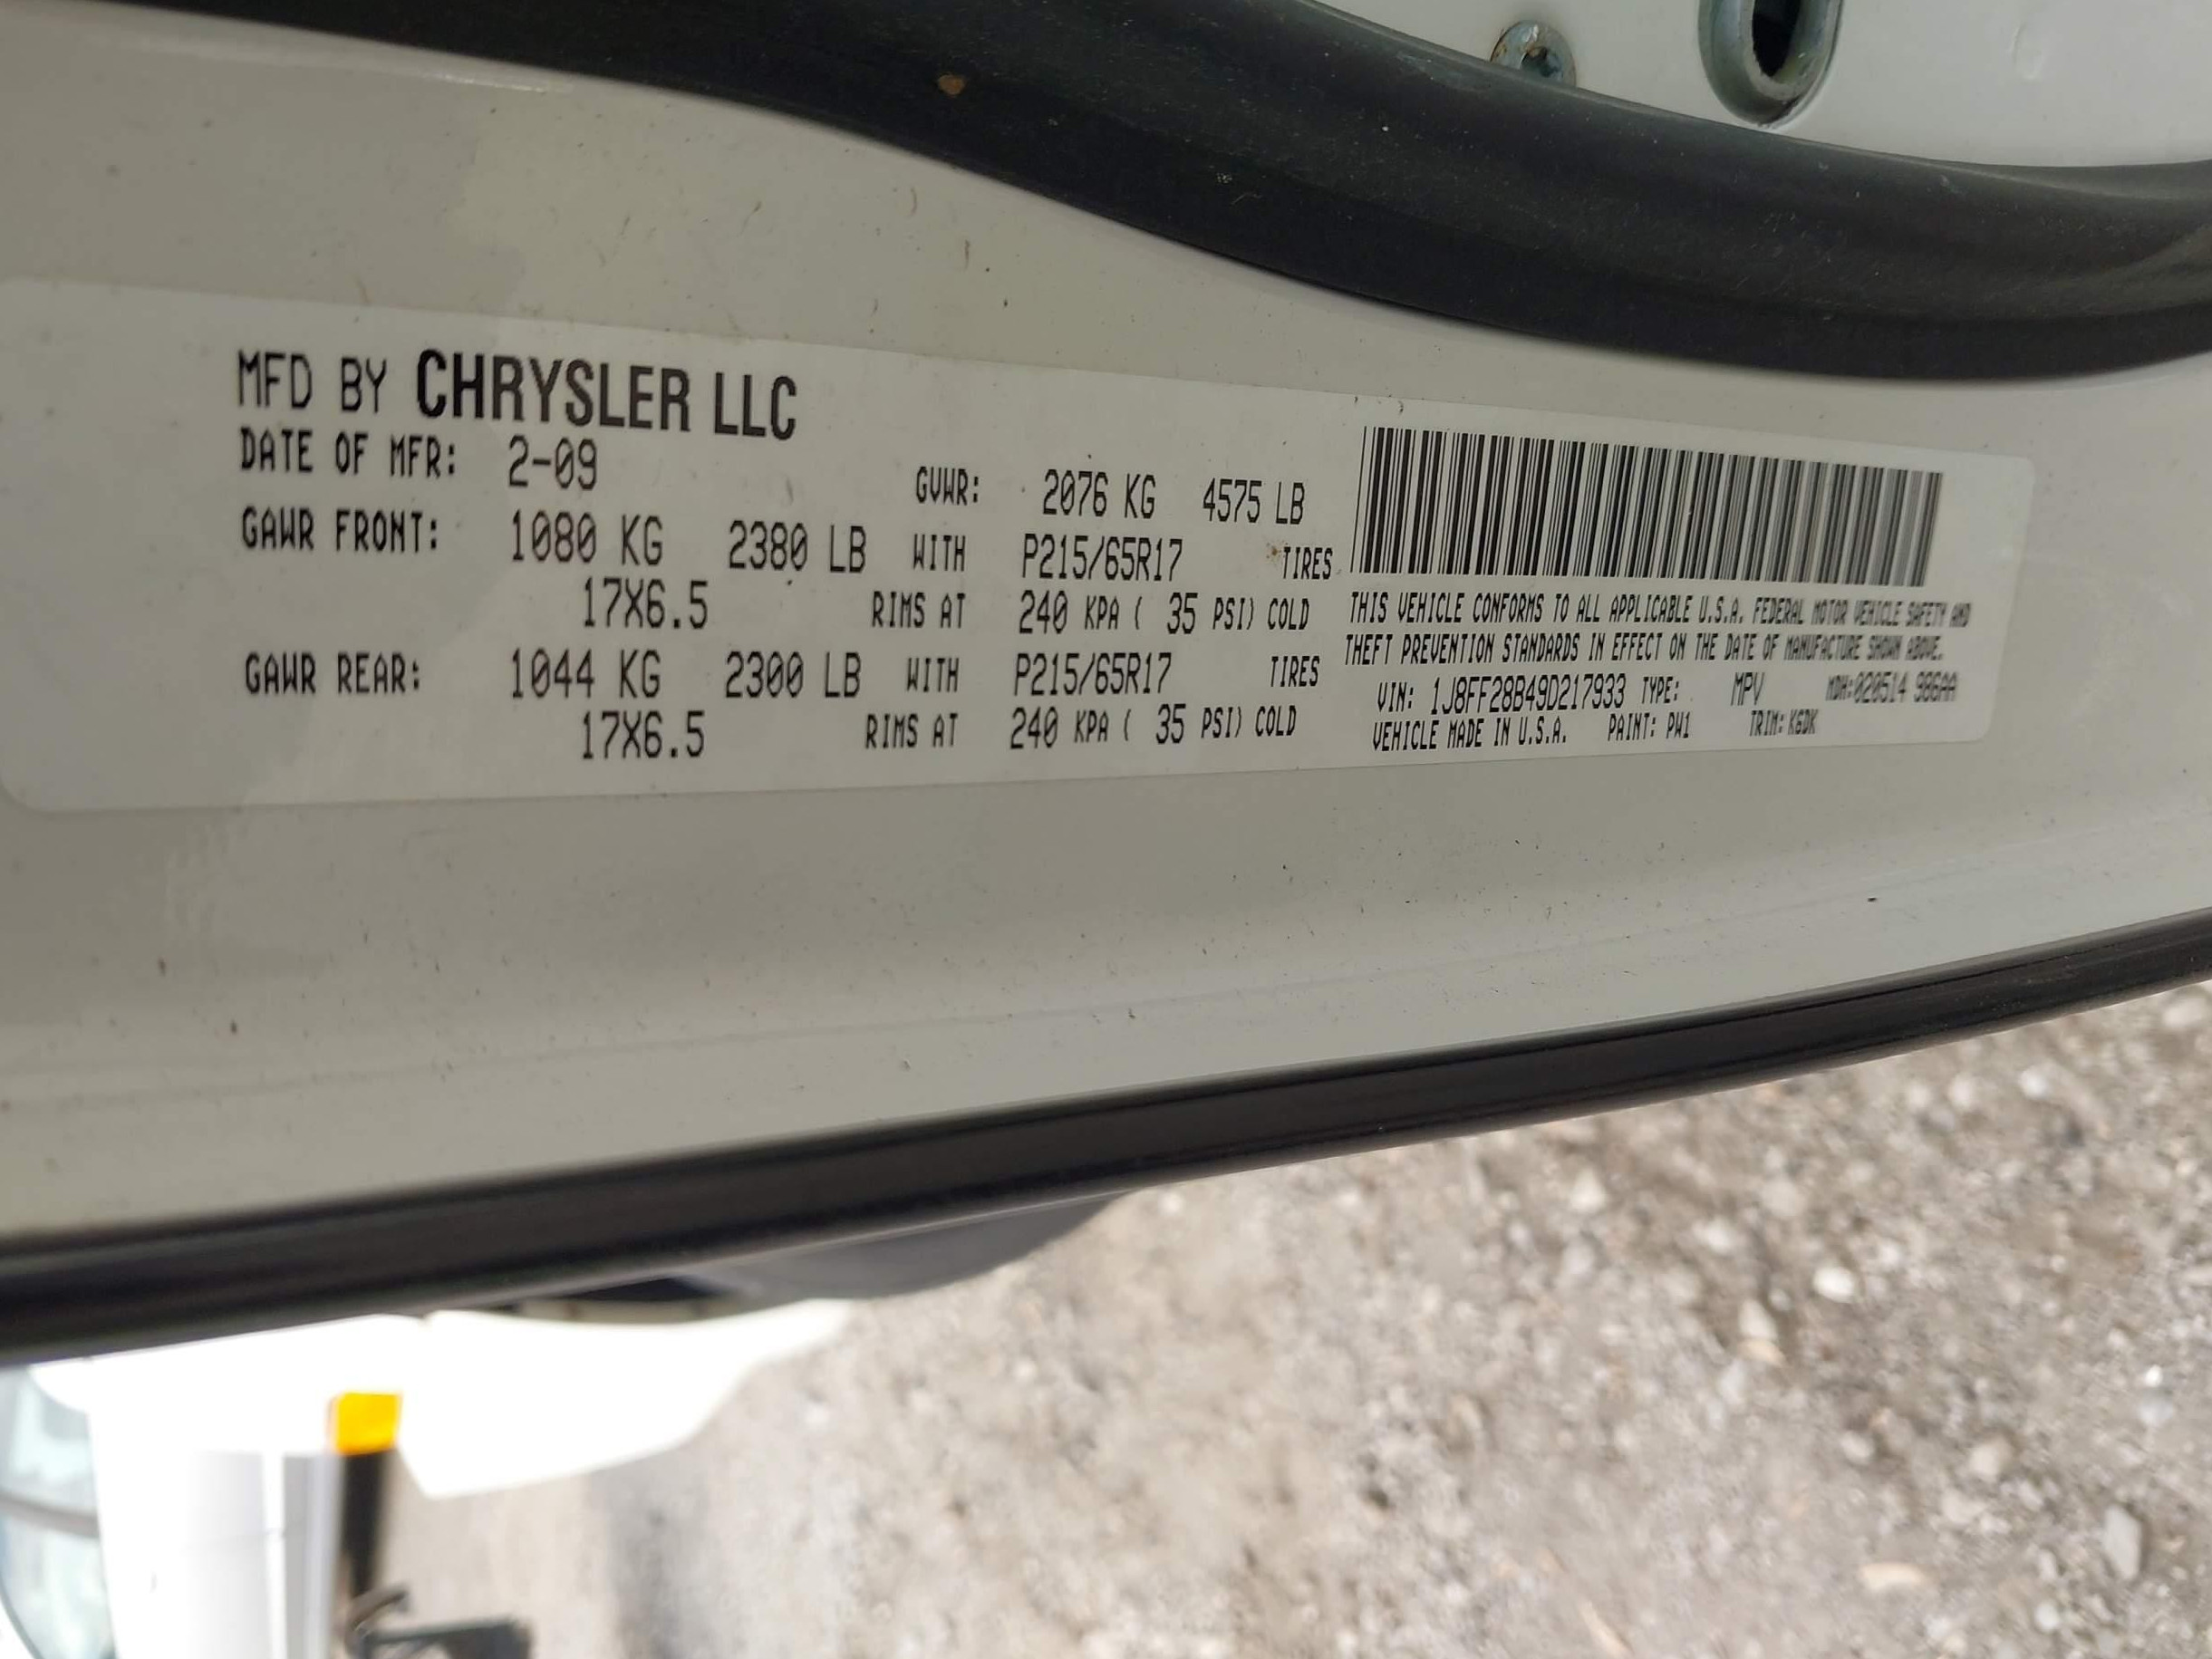 MFD BY CHRYSLER LLC
DATE OF MFR: 2-09 GVWR: 2076 KG 4575 LB
GAWR FRONT: 1080 KG 2380 LB WITH P215/65R17 TIRES
17X6.5 RIMS AT 240 KPA ( 35 PSI) COLD
GAWR REAR: 1044 KG 2300 LB WITH P215/65R17 TIRES
17X6.5 RIMS AT 240 KPA ( 35 PSI) COLD
THIS VEHICLE CONFORMS TO ALL APPLICABLE U.S.A. FEDERAL MOTOR VEHICLE SAFETY AND
THEFT PREVENTION STANDARDS IN EFFECT ON THE DATE OF MANUFACTURE SHOWN ABOVE.
VIN: 1J8FF28B49D217933 TYPE: MPV MDH:020514 986AA
VEHICLE MADE IN U.S.A. PAINT: PW1 TRIM: K6DK